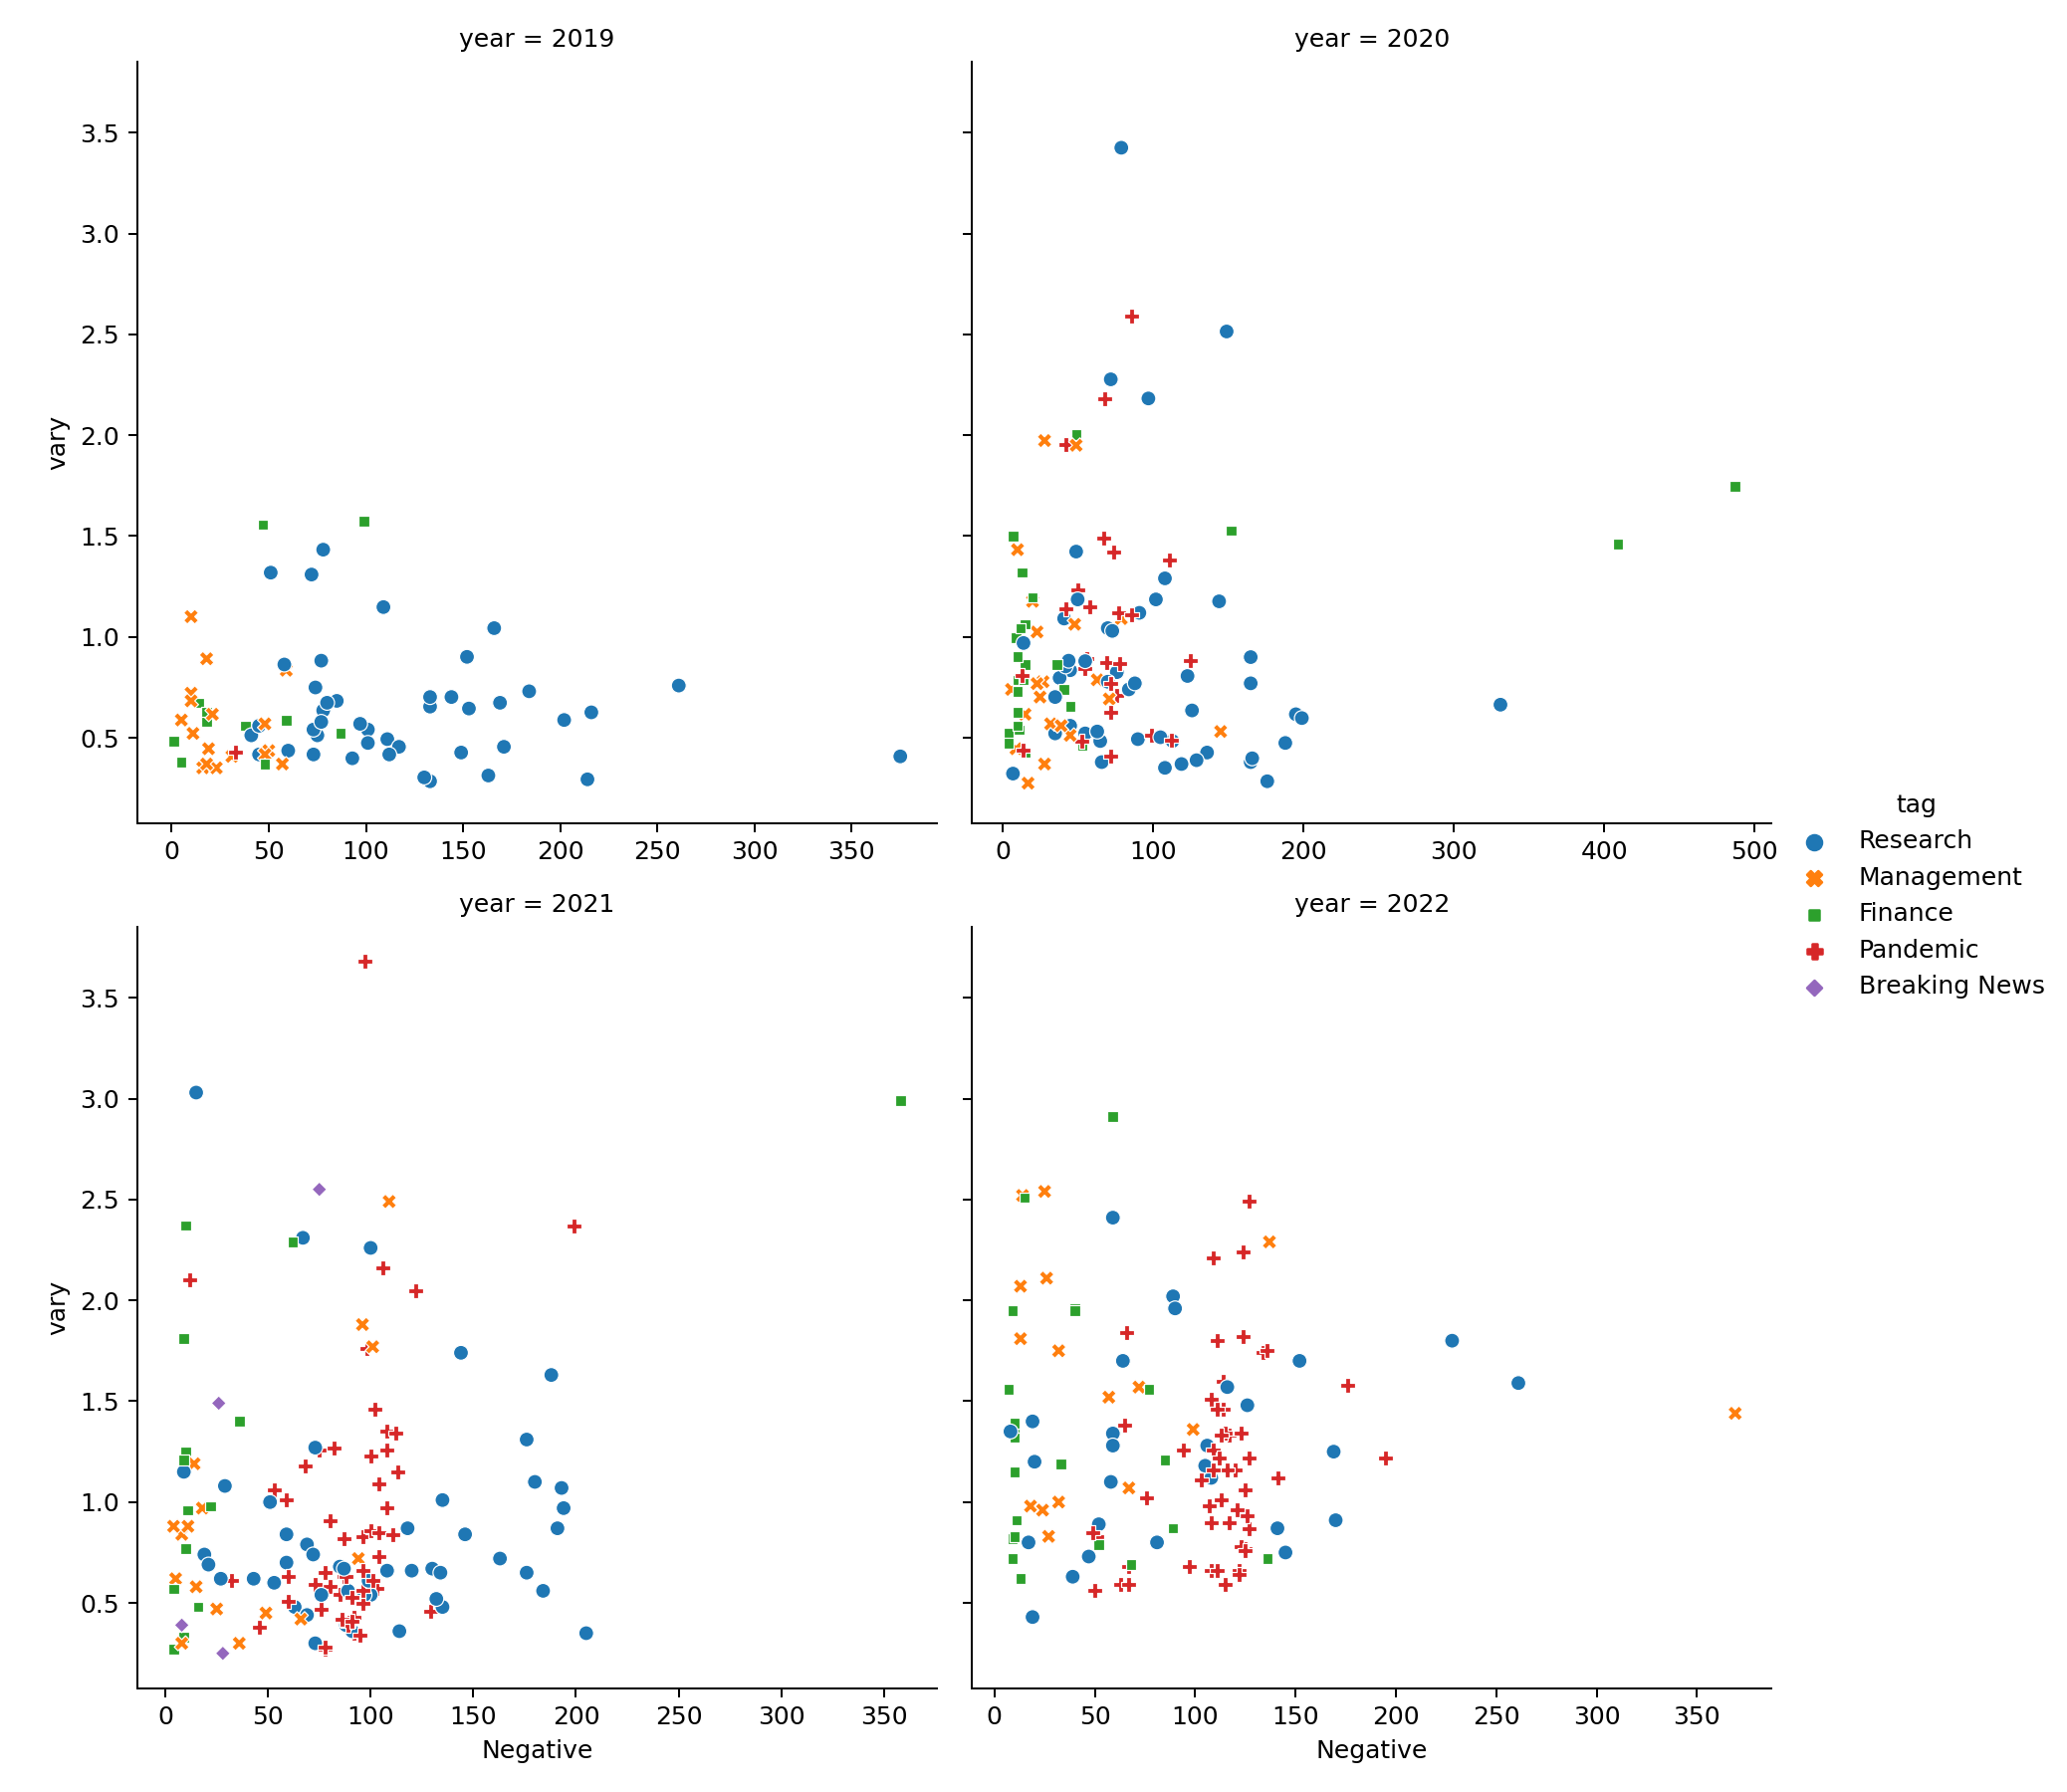 year = 2019
year = 2020
3.5
3.0
2.5
2.0
1.5
1.0
0.5
vary
0 50 100 150 200 250 300 350
0 100 200 300 400 500
tag
Research
Management
Finance
Pandemic
Breaking News
year = 2021
year = 2022
3.5
3.0
2.5
2.0
1.5
1.0
0.5
vary
0 50 100 150 200 250 300 350
0 50 100 150 200 250 300 350
Negative
Negative